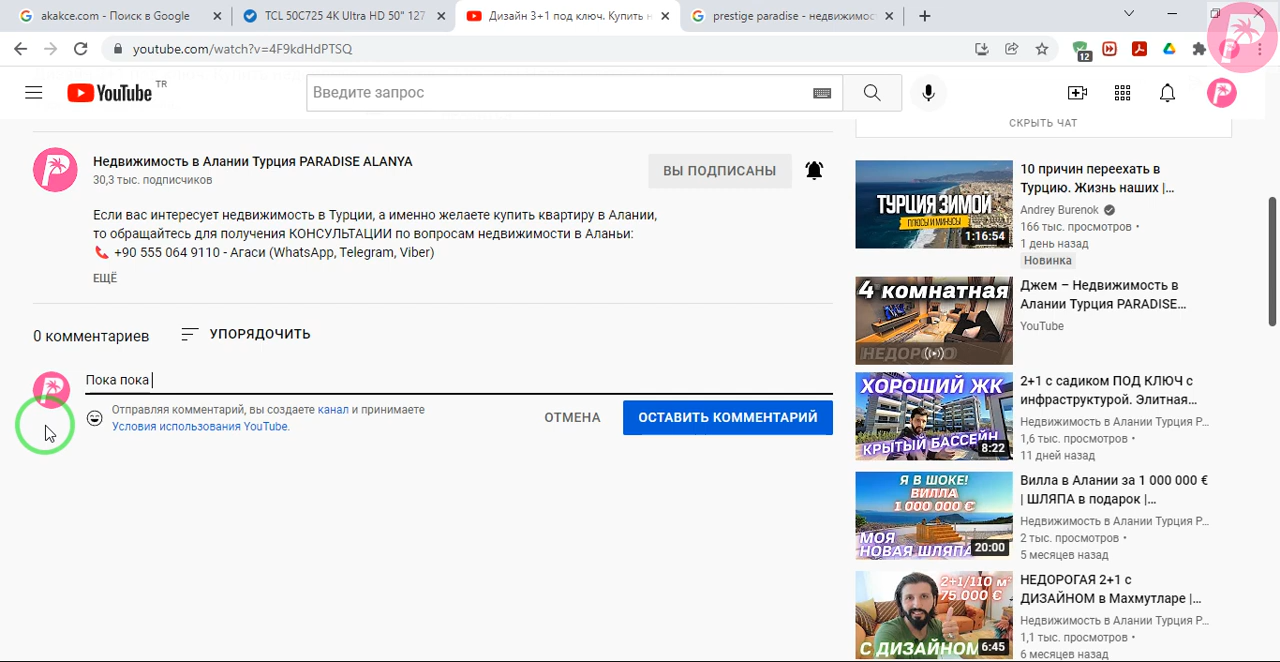 akakce.com - Поиск в Google
TCL 50C725 4K Ultra HD 50" 127
Дизайн 3+1 под ключ. Купить н
prestige paradise - недвижимос
youtube.com/watch?v=4F9kdHdPTSQ
12
YouTube TR
Введите запрос
СКРЫТЬ ЧАТ
Недвижимость в Алании Турция PARADISE ALANYA
30,3 тыс. подписчиков
ВЫ ПОДПИСАНЫ
Если вас интересует недвижимость в Турции, а именно желаете купить квартиру в Алании,
то обращайтесь для получения КОНСУЛЬТАЦИИ по вопросам недвижимости в Аланьи:
+90 555 064 9110 - Агаси (WhatsApp, Telegram, Viber)
ЕЩЁ
0 комментариев
УПОРЯДОЧИТЬ
Пока пока
Отправляя комментарий, вы создаете канал и принимаете
Условия использования YouTube.
ОТМЕНА
ОСТАВИТЬ КОММЕНТАРИЙ
ТУРЦИЯ ЗИМОЙ
ПЛЮСЫ И МИНУСЫ
1:16:54
10 причин переехать в
Турцию. Жизнь наших |...
Andrey Burenok
166 тыс. просмотров •
1 день назад
Новинка
4 комнатная
НЕДОРОГО
Джем – Недвижимость в
Алании Турция PARADISE...
YouTube
ХОРОШИЙ ЖК
КРЫТЫЙ БАССЕЙН
8:22
2+1 с садиком ПОД КЛЮЧ с
инфраструктурой. Элитная...
Недвижимость в Алании Турция P...
1,6 тыс. просмотров •
11 дней назад
Я В ШОКЕ!
ВИЛЛА
1 000 000 €
МОЯ
НОВАЯ ШЛЯПА
20:00
Вилла в Алании за 1 000 000 €
| ШЛЯПА в подарок |...
Недвижимость в Алании Турция P...
2 тыс. просмотров •
5 месяцев назад
2+1/110 м²
75.000 €
С ДИЗАЙНОМ
6:45
НЕДОРОГАЯ 2+1 с
ДИЗАЙНОМ в Махмутларе |...
Недвижимость в Алании Турция P...
1,1 тыс. просмотров •
6 месяцев назад